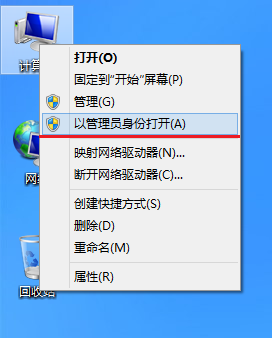 计算
打开(O)
固定到“开始”屏幕(P)
管理(G)
以管理员身份打开(A)
映射网络驱动器(N)...
网
断开网络驱动器(C)...
创建快捷方式(S)
删除(D)
重命名(M)
属性(R)
回收站